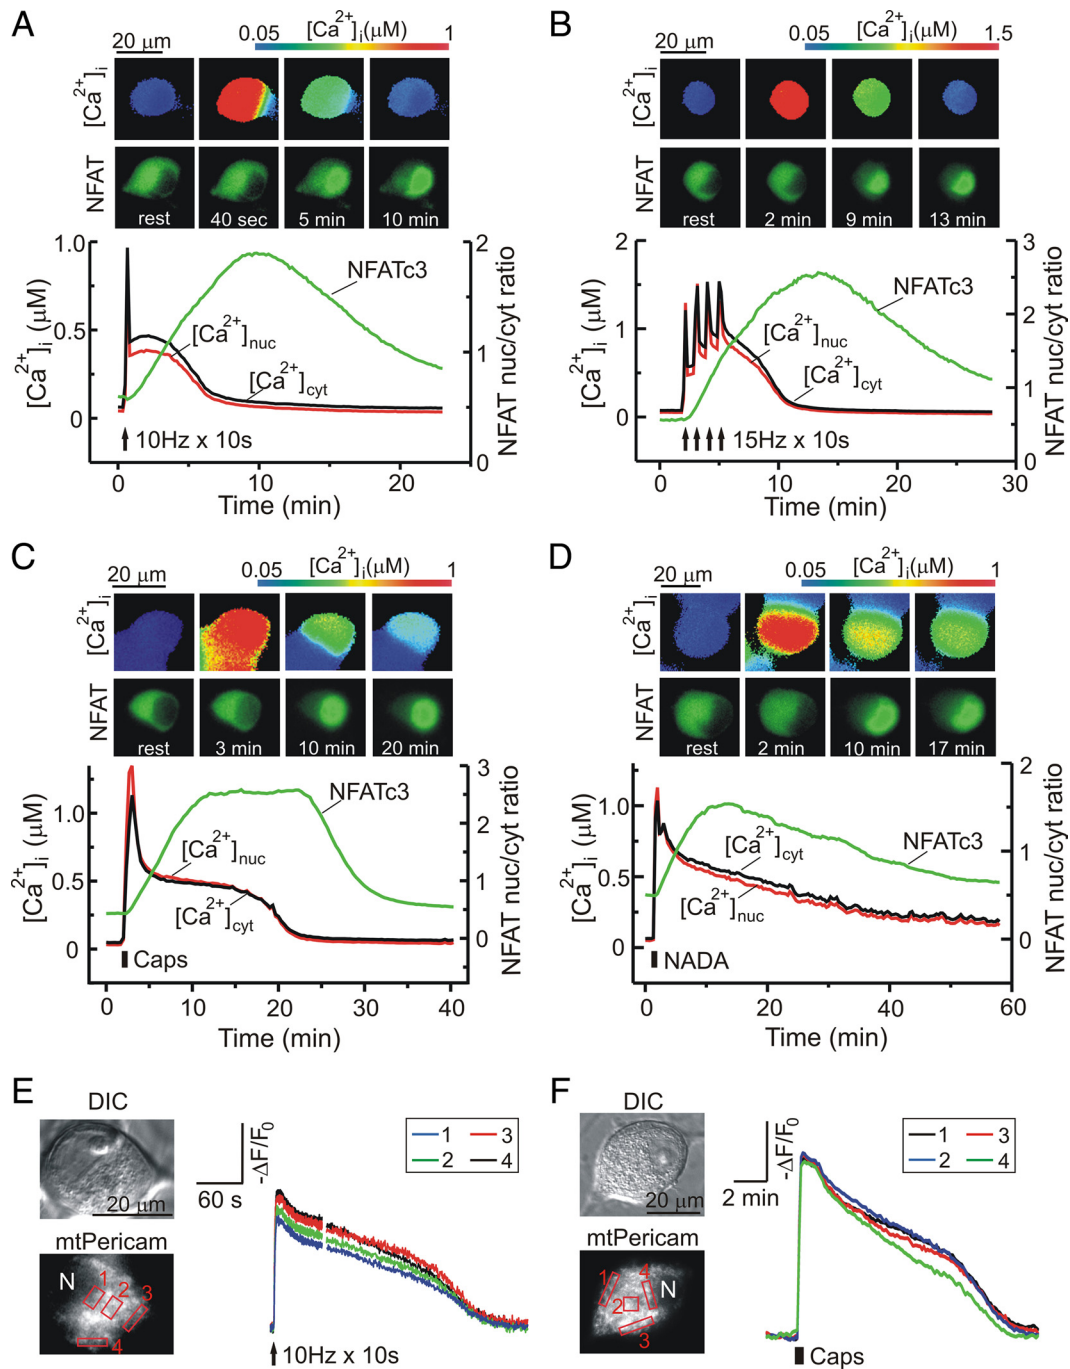 A
20 μm
[Ca2+]i(μM)
0.05
1
[Ca2+]i
NFAT
rest
40 sec
5 min
10 min
1.0
0.5
0
[Ca2+]i (μM)
2
1
0
NFAT nuc/cyt ratio
NFATc3
[Ca2+]nuc
[Ca2+]cyt
10Hz x 10s
0
10
20
Time (min)
B
20 μm
[Ca2+]i(μM)
0.05
1.5
[Ca2+]i
NFAT
rest
2 min
9 min
13 min
2
1
0
[Ca2+]i (μM)
3
2
1
0
NFAT nuc/cyt ratio
NFATc3
[Ca2+]nuc
[Ca2+]cyt
15Hz x 10s
0
10
20
30
Time (min)
C
20 μm
[Ca2+]i(μM)
0.05
1
[Ca2+]i
NFAT
rest
3 min
10 min
20 min
1.0
0.5
0
[Ca2+]i (μM)
3
2
1
0
NFAT nuc/cyt ratio
NFATc3
[Ca2+]nuc
[Ca2+]cyt
Caps
0
10
20
30
40
Time (min)
D
20 μm
[Ca2+]i(μM)
0.05
1
[Ca2+]i
NFAT
rest
2 min
10 min
17 min
1.0
0.5
0
[Ca2+]i (μM)
2
1
0
NFAT nuc/cyt ratio
NFATc3
[Ca2+]cyt
[Ca2+]nuc
NADA
0
20
40
60
Time (min)
E
DIC
20 μm
mtPericam
N
1
2
3
4
60 s
-ΔF/F0
1
3
2
4
10Hz x 10s
F
DIC
20 μm
mtPericam
N
1
4
2
3
2 min
-ΔF/F0
1
3
2
4
Caps